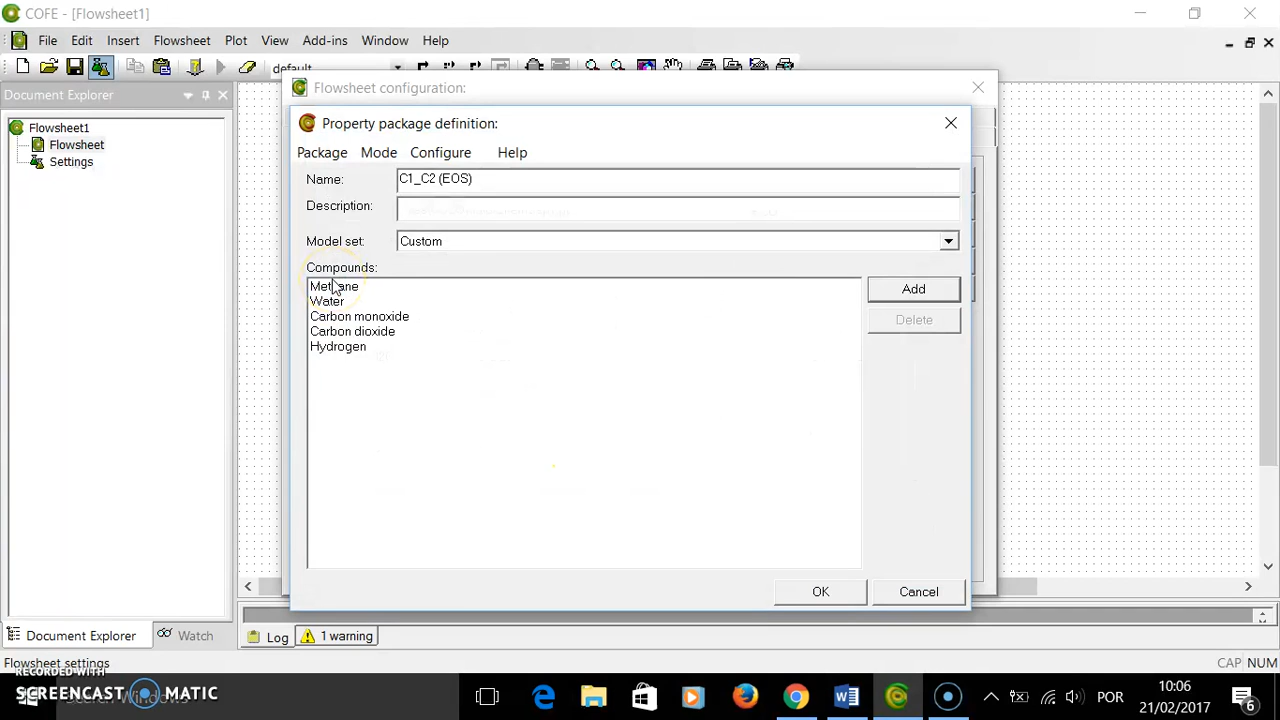 COFE - [Flowsheet1]
File Edit Insert Flowsheet Plot View Add-ins Window Help
default
Document Explorer
Flowsheet1
Flowsheet
Settings
Flowsheet configuration:
Property package definition:
Package Mode Configure Help
Name: C1_C2 (EOS)
Description:
Model set: Custom
Compounds:
Methane
Water
Carbon monoxide
Carbon dioxide
Hydrogen
Add
Delete
OK Cancel
Document Explorer Watch
Log 1 warning
Flowsheet settings
CAP NUM
RECORDED WITH
SCREENCAST MATIC
Search Windows
POR
10:06
21/02/2017
6